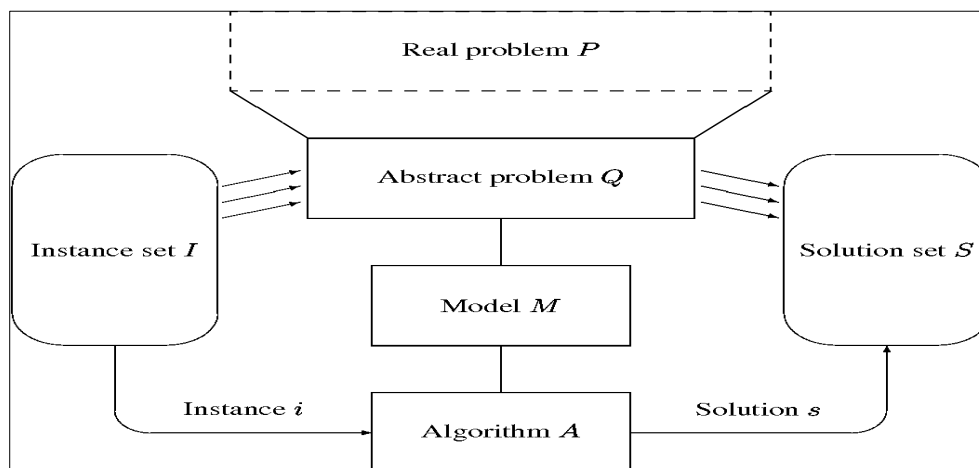 Real problem P
Abstract problem Q
Instance set I
Solution set S
Model M
Instance i
Solution s
Algorithm A